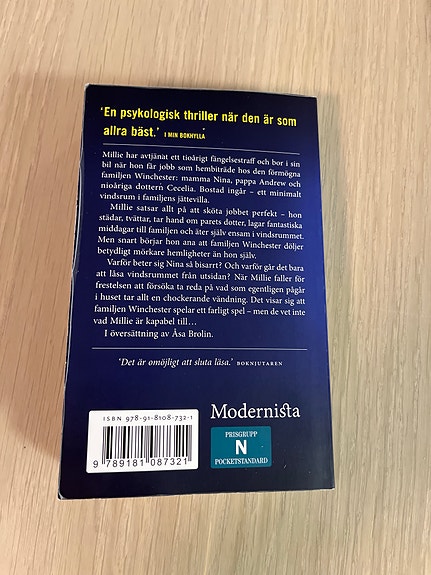 'En psykologisk thriller när den är som
allra bäst.' I MIN BOKHYLLA
Millie har avtjänat ett tioårigt fängelsestraff och bor i sin
bil när hon får jobb som hembiträde hos den förmögna
familjen Winchester: mamma Nina, pappa Andrew och
nioåriga dottern Cecelia. Bostad ingår – ett minimalt
vindsrum i familjens jättevilla.
Millie satsar allt på att sköta jobbet perfekt – hon
städar, tvättar, tar hand om parets dotter, lagar fantastiska
middagar till familjen och äter själv ensam i vindsrummet.
Men snart börjar hon ana att familjen Winchester döljer
betydligt mörkare hemligheter än hon själv.
Varför beter sig Nina så bisarrt? Och varför går det bara
att låsa vindsrummet från utsidan? När Millie faller för
frestelsen att försöka ta reda på vad som egentligen pågår
i huset tar allt en chockerande vändning. Det visar sig att
familjen Winchester spelar ett farligt spel – men de vet inte
vad Millie är kapabel till…
I översättning av Åsa Brolin.
'Det är omöjligt att sluta läsa.' BOKNJUTAREN
ISBN 978-91-8108-732-1
9 789181 087321
Modernista
PRISGRUPP
N
POCKETSTANDARD